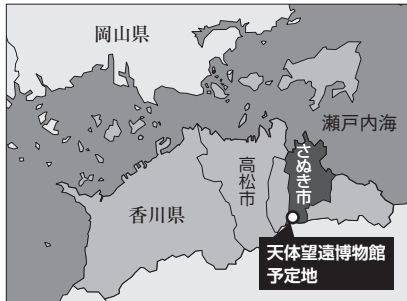 岡山県
瀬戸内海
さぬき市
高松市
香川県
天体望遠博物館
予定地